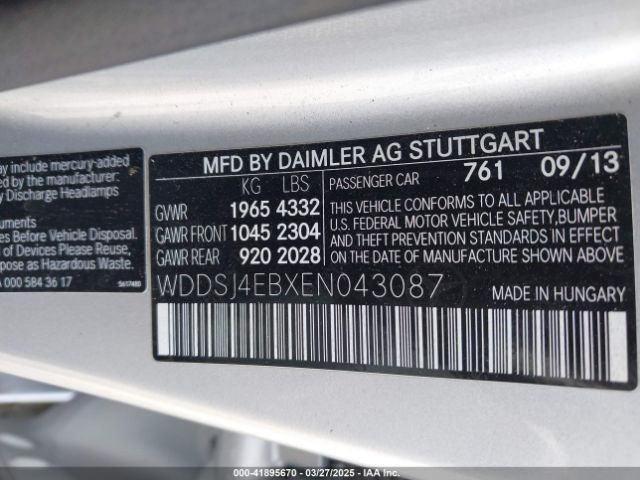 ay include mercury-added
ed by the
y Discharge Headlamps
uments
es Before Vehicle Disposal.
n of Devices Please Reuse,
pose as Hazardous Waste.
A 000 584 36 17
5617480
MFD BY DAIMLER AG STUTTGART
KG LBS
GVWR 1965 4332
GAWR FRONT 1045 2304
GAWR REAR 920 2028
PASSENGER CAR 761 09/13
THIS VEHICLE CONFORMS TO ALL APPLICABLE
U.S. FEDERAL MOTOR VEHICLE SAFETY,BUMPER
AND THEFT PREVENTION STANDARDS IN EFFECT
ON THE DATE OF MANUFACTURE SHOWN ABOVE
WDDSJ4EBXEN043087
MADE IN HUNGARY
000-41895670 - 03/27/2025 - IAAI.COM